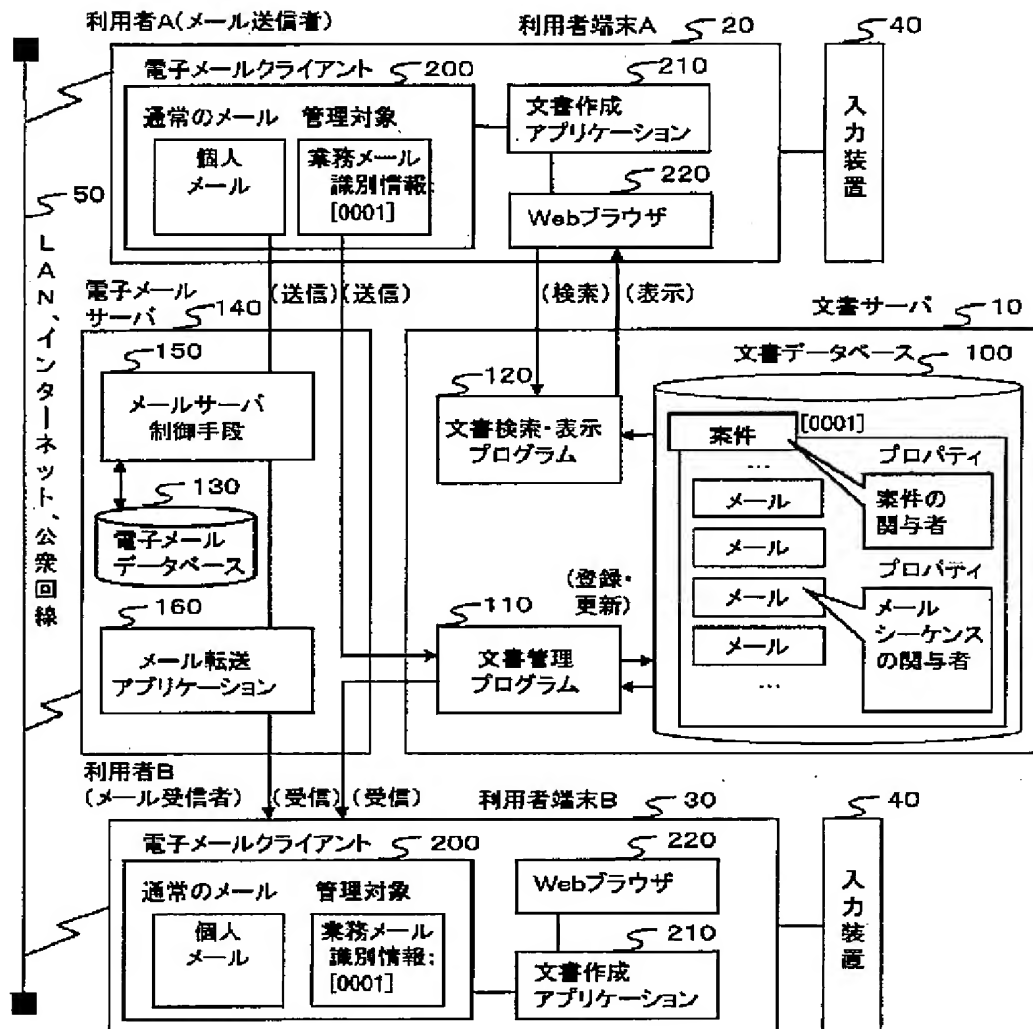 利用者A(メール送信者)
利用者端末A
20
40
電子メールクライアント
200
210
通常のメール
管理対象
文書作成
アプリケーション
個人
メール
業務メール
識別情報:
[0001]
220
Webブラウザ
入力装置
50
LAN、インターネット、公衆回線
電子メール
サーバ
140
(送信)(送信)
(検索)
(表示)
文書サーバ
10
150
メールサーバ
制御手段
120
文書検索・表示
プログラム
文書データベース
100
案件
[0001]
プロパティ
…
案件の
関与者
メール
メール
130
電子メール
データベース
プロパティ
(登録・
更新)
メール
メール
シーケンス
の関与者
160
110
メール
メール転送
アプリケーション
文書管理
プログラム
…
利用者B
(メール受信者)
(受信)(受信)
利用者端末B
30
40
電子メールクライアント
200
220
通常のメール
管理対象
Webブラウザ
個人
メール
業務メール
識別情報:
[0001]
210
文書作成
アプリケーション
入力装置